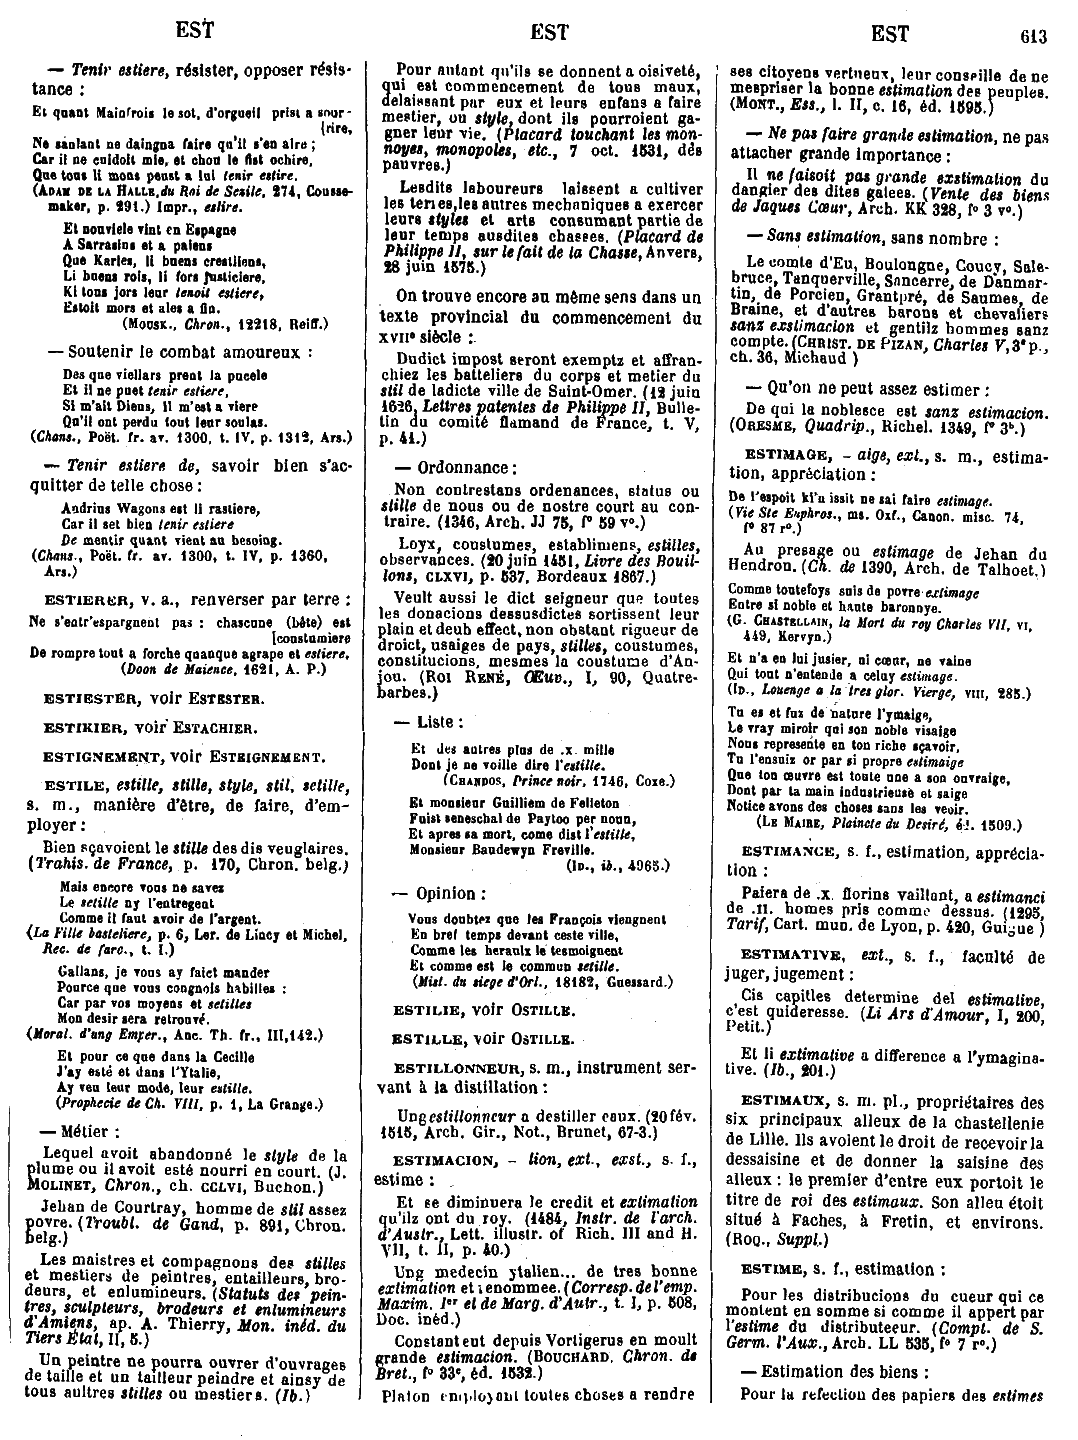 EST
EST
EST
613
— Tenir estiere, résister, opposer résis-
tance :
Et quant Mainfrois le sot, d'orgueil prist a sour-
[rire,
Ne sanlant ne daingna faire qu'il s'en aire ;
Car il ne cuidoit mie, et chou le fist ochire,
Que tous li mons peust a lui tenir estire.
(ADAM DE LA HALLE, du Roi de Sezile, 274, Cousse-
maker, p. 291.) Impr., eslire.
Et nouviele vint en Espagne
A Sarrasins et a paiens
Que Karles, li buens crestiiens,
Li buens rois, li fors justiciere,
Ki tous jors leur tenoit estiere,
Estoit mors et ales a fin.
(MOUSK., Chron., 12218, Reiff.)
— Soutenir le combat amoureux :
Des que viellars prent la pucele
Et il ne puet tenir estiere,
Si m'aït Dieus, il m'est a viere
Qu'il ont perdu tout leur soulas.
(Chans., Poët. fr. av. 1300, t. IV, p. 1312, Ars.)
— Tenir estiere de, savoir bien s'ac-
quitter de telle chose :
Andrius Wagons est li rastiere,
Car il set bien tenir estiere
De mentir quant vient au besoing.
(Chans., Poët. fr. av. 1300, t. IV, p. 1360,
Ars.)
ESTIERER, v. a., renverser par terre :
Ne s'entr'espargnent pas : chascune (bête) est
[constumiere
De rompre tout a forche quanque agrape et estiere.
(Doon de Maience, 1621, A. P.)
ESTIESTER, voir ESTESTER.
ESTIKIER, voir ESTACHIER.
ESTIGNEMENT, voir ESTEIGNEMENT.
ESTILE, estille, stille, style, stil, setille,
s. m., manière d'être, de faire, d'em-
ployer :
Bien sçavoient le stille des dis veuglaires.
(Trahis. de France, p. 170, Chron. belg.)
Mais encore vous ne savez
Le setille ny l'entregent
Comme il faut avoir de l'argent.
(La Fille basteliere, p. 6, Ler. de Lincy et Michel,
Rec. de farc., t. I.)
Gallans, je vous ay faict mander
Pource que vous congnois habilles :
Car par vos moyens et setilles
Mon desir sera retrouvé.
(Moral. d'ung Emper., Anc. Th. fr., III, 142.)
Et pour ce que dans la Cecille
J'ay esté et dans l'Ytalie,
Ay veu leur mode, leur estille.
(Prophecie de Ch. VIII, p. 1, La Grange.)
— Métier :
Lequel avoit abandonné le style de la
plume ou il avoit esté nourri en court. (J.
MOLINET, Chron., ch. CCLVI, Buchon.)
Jehan de Courtray, homme de stil assez
povre. (Troubl. de Gand, p. 891, Chron.
belg.)
Les maistres et compagnons des stilles
et mestiers de peintres, entailleurs, bro-
deurs, et enlumineurs. (Statuts des pein-
tres, sculpteurs, brodeurs et enlumineurs
d'Amiens, ap. A. Thierry, Mon. inéd. du
Tiers État, II, 5.)
Un peintre ne pourra ouvrer d'ouvrages
de taille et un tailleur peindre et ainsy de
tous aultres stilles ou mestiers. (Ib.)
Pour autant qu'ils se donnent a oisiveté,
qui est commencement de tous maux,
delaissant par eux et leurs enfans a faire
mestier, ou style, dont ils pourroient ga-
gner leur vie. (Placard touchant les mon-
noyes, monopoles, etc., 7 oct. 1531, dés
pauvres.)
Lesdits laboureurs laissent a cultiver
les terres, les autres mechaniques a exercer
leurs styles et arts consumant partie de
leur temps ausdites chasses. (Placard de
Philippe II, sur le fait de la Chasse, Anvers,
28 juin 1575.)
On trouve encore au même sens dans un
texte provincial du commencement du
XVIIe siècle :
Dudict impost seront exemptz et affran-
chiez les batteliers du corps et metier du
stil de ladicte ville de Saint-Omer. (12 juin
1626, Lettres patentes de Philippe II, Bulle-
tin du comité flamand de France, t. V,
p. 41.)
— Ordonnance :
Non contrestans ordenances, status ou
stille de nous ou de nostre court au con-
traire. (1346, Arch. JJ 75, f° 59 v°.)
Loyx, coustumes, establimens, estilles,
observances. (20 juin 1451, Livre des Bouil-
lons, CLXVI, p. 537, Bordeaux 1867.)
Veult aussi le dict seigneur que toutes
les donacions dessusdictes sortissent leur
plain et deub effect, non obstant rigueur de
droict, usaiges de pays, stilles, coustumes,
constitucions, mesmes la coustume d'An-
jou. (ROI RENÉ, Œuv., I, 90, Quatre-
barbes.)
— Liste :
Et des autres plus de .x. mille
Dont je ne voille dire l'estille.
(CHANDOS, Prince noir, 1746, Coxe.)
Et monsieur Guilliem de Felleton
Fuist seneschal de Paytoo per noun,
Et apres sa mort, come dist l'estille,
Monsieur Baudewyn Freville.
(ID., ib., 4965.)
— Opinion :
Vous doubtez que les François viengnent
En bref temps devant ceste ville,
Comme les heraulx le tesmoignent
Et comme est le commun setille.
(Mist. du siege d'Orl., 18182, Guessard.)
ESTILIE, voir OSTILLE.
ESTILLE, voir OSTILLE.
ESTILLONNEUR, s. m., instrument ser-
vant à la distillation :
Ung estillonneur a destiller eaux. (20 fév.
1515, Arch. Gir., Not., Brunet, 67-3.)
ESTIMACION, - tion, ext., exst., s. f.,
estime :
Et se diminuera le credit et extimation
qu'ilz ont du roy. (1484, Instr. de l'arch.
d'Austr., Lett. illustr. of Rich. III and H.
VII, t. II, p. 40.)
Ung medecin ytalien... de tres bonne
extimation et renommee. (Corresp. de l'emp.
Maxim. Ier et de Marg. d'Autr., t. I, p. 508,
Doc. inéd.)
Constant eut depuis Vortigerus en moult
grande estimacion. (BOUCHARD, Chron. de
Bret., f° 33c, éd. 1532.)
Platon employant toutes choses a rendre
ses citoyens vertueux, leur conseille de ne
mespriser la bonne estimation des peuples.
(MONT., Ess., l. II, c. 16, éd. 1595.)
— Ne pas faire grande estimation, ne pas
attacher grande importance :
Il ne faisoit pas grande exstimation du
dangier des dites galees. (Vente des biens
de Jaques Cœur, Arch. KK 328, f° 3 v°.)
— Sans estimation, sans nombre :
Le comte d'Eu, Boulongne, Coucy, Sale-
bruce, Tanquerville, Sancerre, de Danmar-
tin, de Porcien, Grantpré, de Saumes, de
Braine, et d'autres barons et chevaliers
sanz exstimacion et gentilz hommes sanz
compte. (CHRIST. DE PIZAN, Charles V, 3e p.,
ch. 36, Michaud )
— Qu'on ne peut assez estimer :
De qui la noblesce est sanz estimacion.
(ORESME, Quadrip., Richel. 1349, f° 3b.)
ESTIMAGE, - aige, ext., s. m., estima-
tion, appréciation :
De l'espoit ki'n issit ne sai faire estimage.
(Vie Ste Euphros., ms. Oxf., Canon. misc. 74,
f° 87 r°.)
Au presage ou estimage de Jehan du
Hendron. (Ch. de 1390, Arch. de Talhoet.)
Comme toutefoys suis de povre extimage
Entre si noble et haute baronnye.
(G. CHASTELLAIN, la Mort du roy Charles VII, VI,
449, Kervyn.)
Et n'a en lui jusier, ni cœur, ne vaine
Qui tout n'entende a celuy estimage.
(ID., Louenge a la tres glor. Vierge, VIII, 285.)
Tu es et fuz de nature l'ymaige,
Le vray miroir qui son noble visaige
Nous represente en ton riche sçavoir,
Tu l'ensuiz or par si propre estimaige
Que ton œuvre est toute une a son ouvraige,
Dont par ta main industrieuse et saige
Notice avons des choses sans les veoir.
(LE MAIRE, Plaincte du Desiré, éd. 1509.)
ESTIMANCE, s. f., estimation, apprécia-
tion :
Paiera de .x. florins vaillant, a estimanci
de .II. homes pris comme dessus. (1295,
Tarif, Cart. mun. de Lyon, p. 420, Guigue )
ESTIMATIVE, ext., s. f., faculté de
juger, jugement :
Cis capitles determine del estimative,
c'est quideresse. (Li Ars d'Amour, I, 200,
Petit.)
Et li extimative a difference a l'ymagina-
tive. (Ib., 201.)
ESTIMAUX, s. m. pl., propriétaires des
six principaux alleux de la chastellenie
de Lille. Ils avoient le droit de recevoir la
dessaisine et de donner la saisine des
alleux : le premier d'entre eux portoit le
titre de roi des estimaux. Son alleu étoit
situé à Faches, à Fretin, et environs.
(ROQ., Suppl.)
ESTIME, s. f., estimation :
Pour les distribucions du cueur qui ce
montent en somme si comme il appert par
l'estime du distributeeur. (Compt. de S.
Germ. l'Aux., Arch. LL 535, f° 7 r°.)
— Estimation des biens :
Pour la refection des papiers des estimes